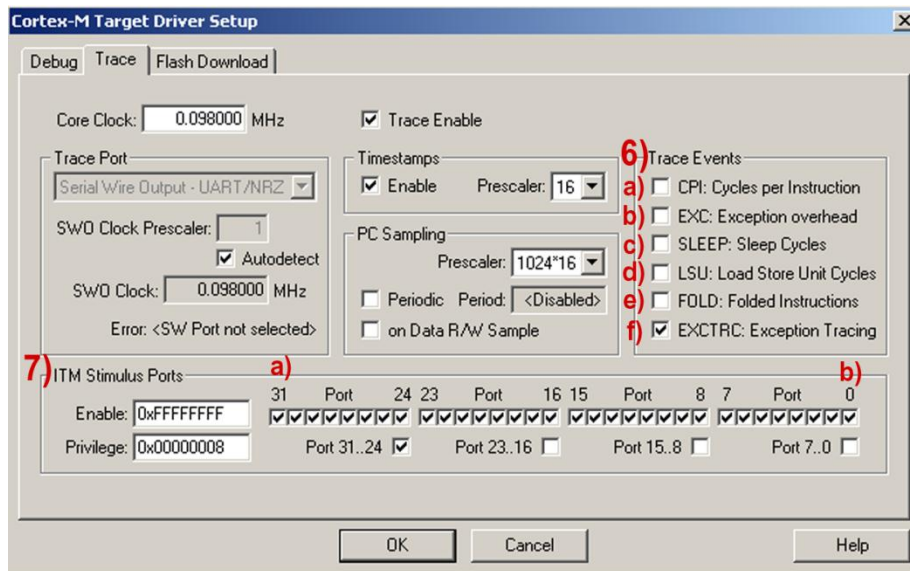 Cortex-M Target Driver Setup
Debug Trace Flash Download
Core Clock: 0.098000 MHz Trace Enable
Trace Port
Serial Wire Output - UART/NRZ
SWO Clock Prescaler: 1
Autodetect
SWO Clock: 0.098000 MHz
Error: <SW Port not selected>
Timestamps
Enable Prescaler: 16
PC Sampling
Prescaler: 1024*16
Periodic Period: <Disabled>
on Data R/W Sample
6) Trace Events
a) CPI: Cycles per Instruction
b) EXC: Exception overhead
c) SLEEP: Sleep Cycles
d) LSU: Load Store Unit Cycles
e) FOLD: Folded Instructions
f) EXCTRC: Exception Tracing
7) ITM Stimulus Ports a) b)
31 Port 24 23 Port 16 15 Port 8 7 Port 0
Enable: 0xFFFFFFFF
Privilege: 0x00000008 Port 31..24 Port 23..16 Port 15..8 Port 7..0
OK Cancel Help